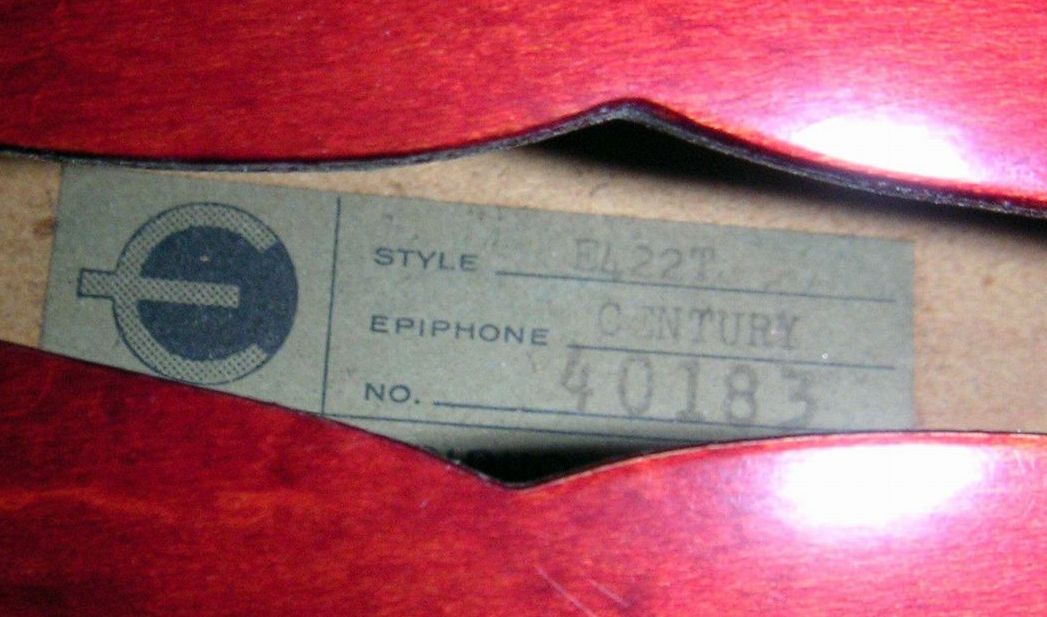 STYLE E422T
EPIPHONE CENTURY
NO. 40183